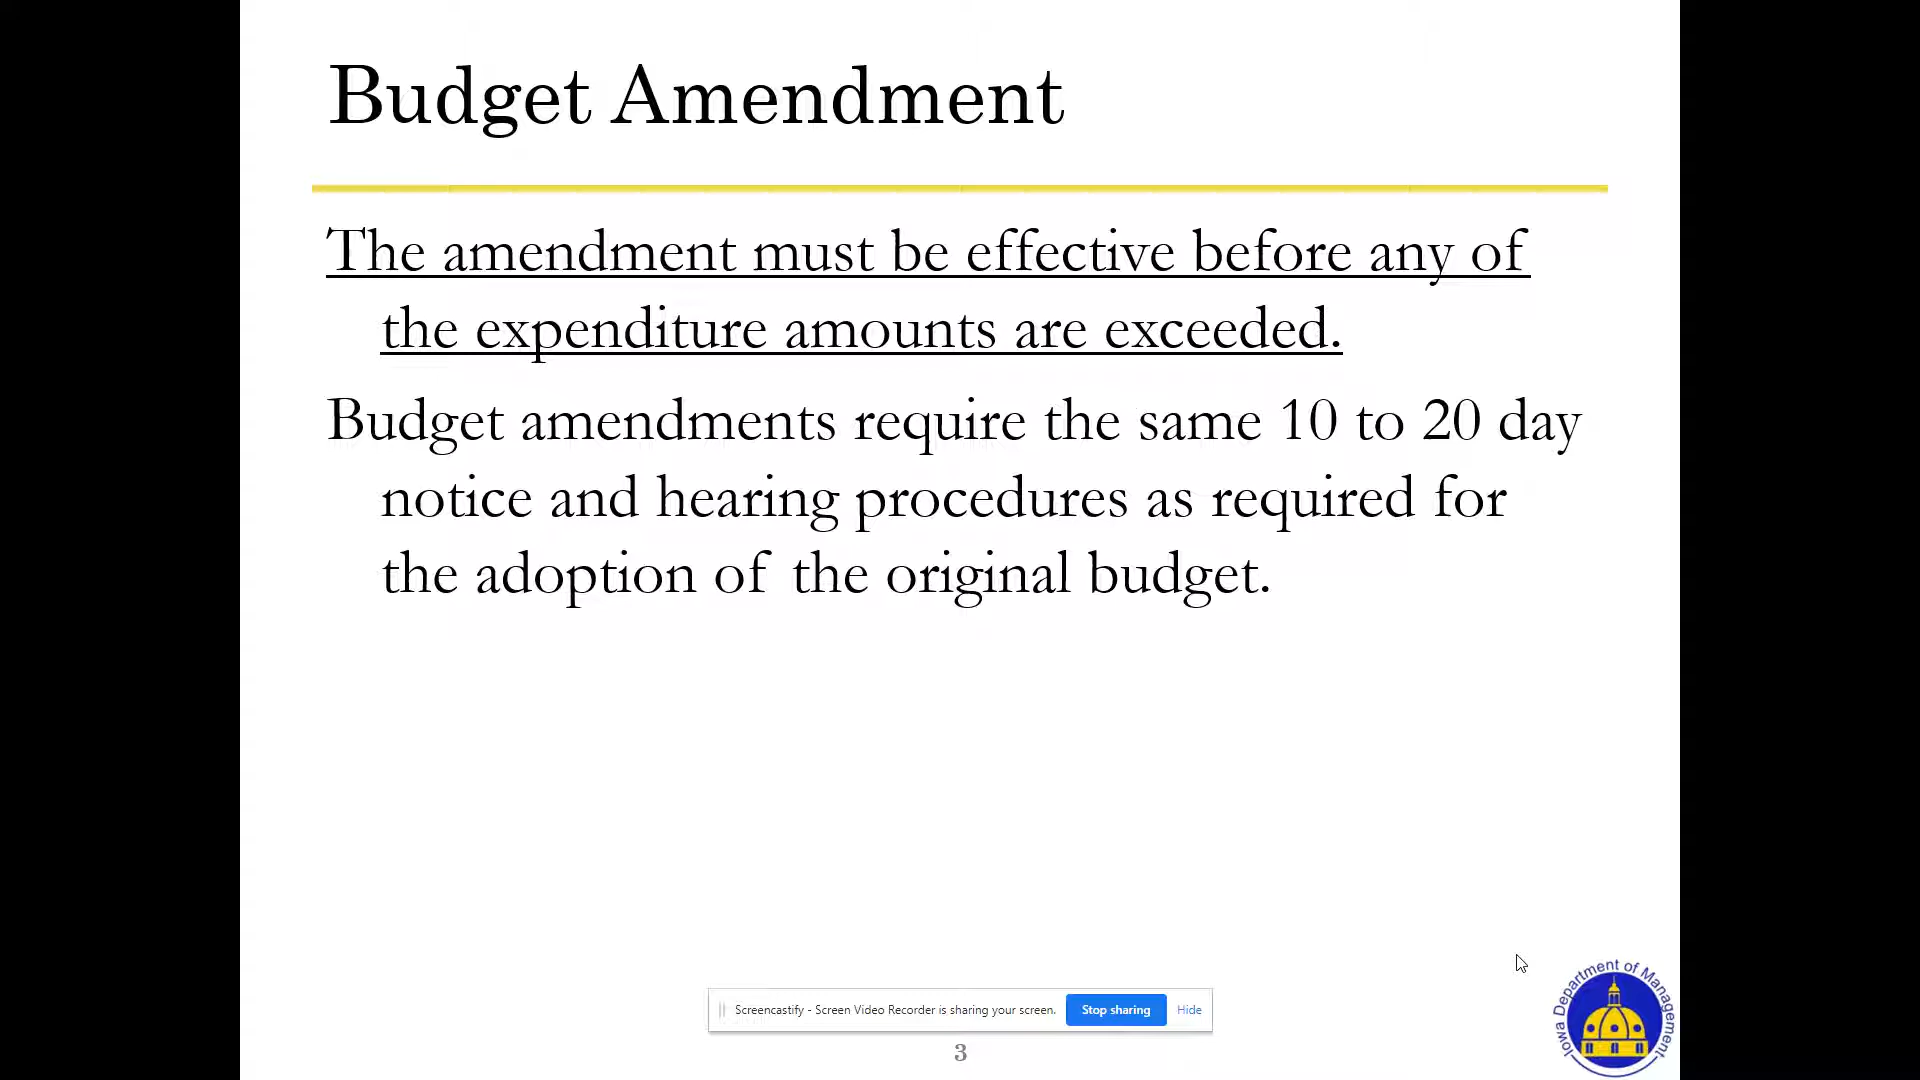 Budget Amendment
The amendment must be effective before any of
the expenditure amounts are exceeded.
Budget amendments require the same 10 to 20 day
notice and hearing procedures as required for
the adoption of the original budget.
Screencastify - Screen Video Recorder is sharing your screen. Stop sharing Hide
3
Iowa Department of Management